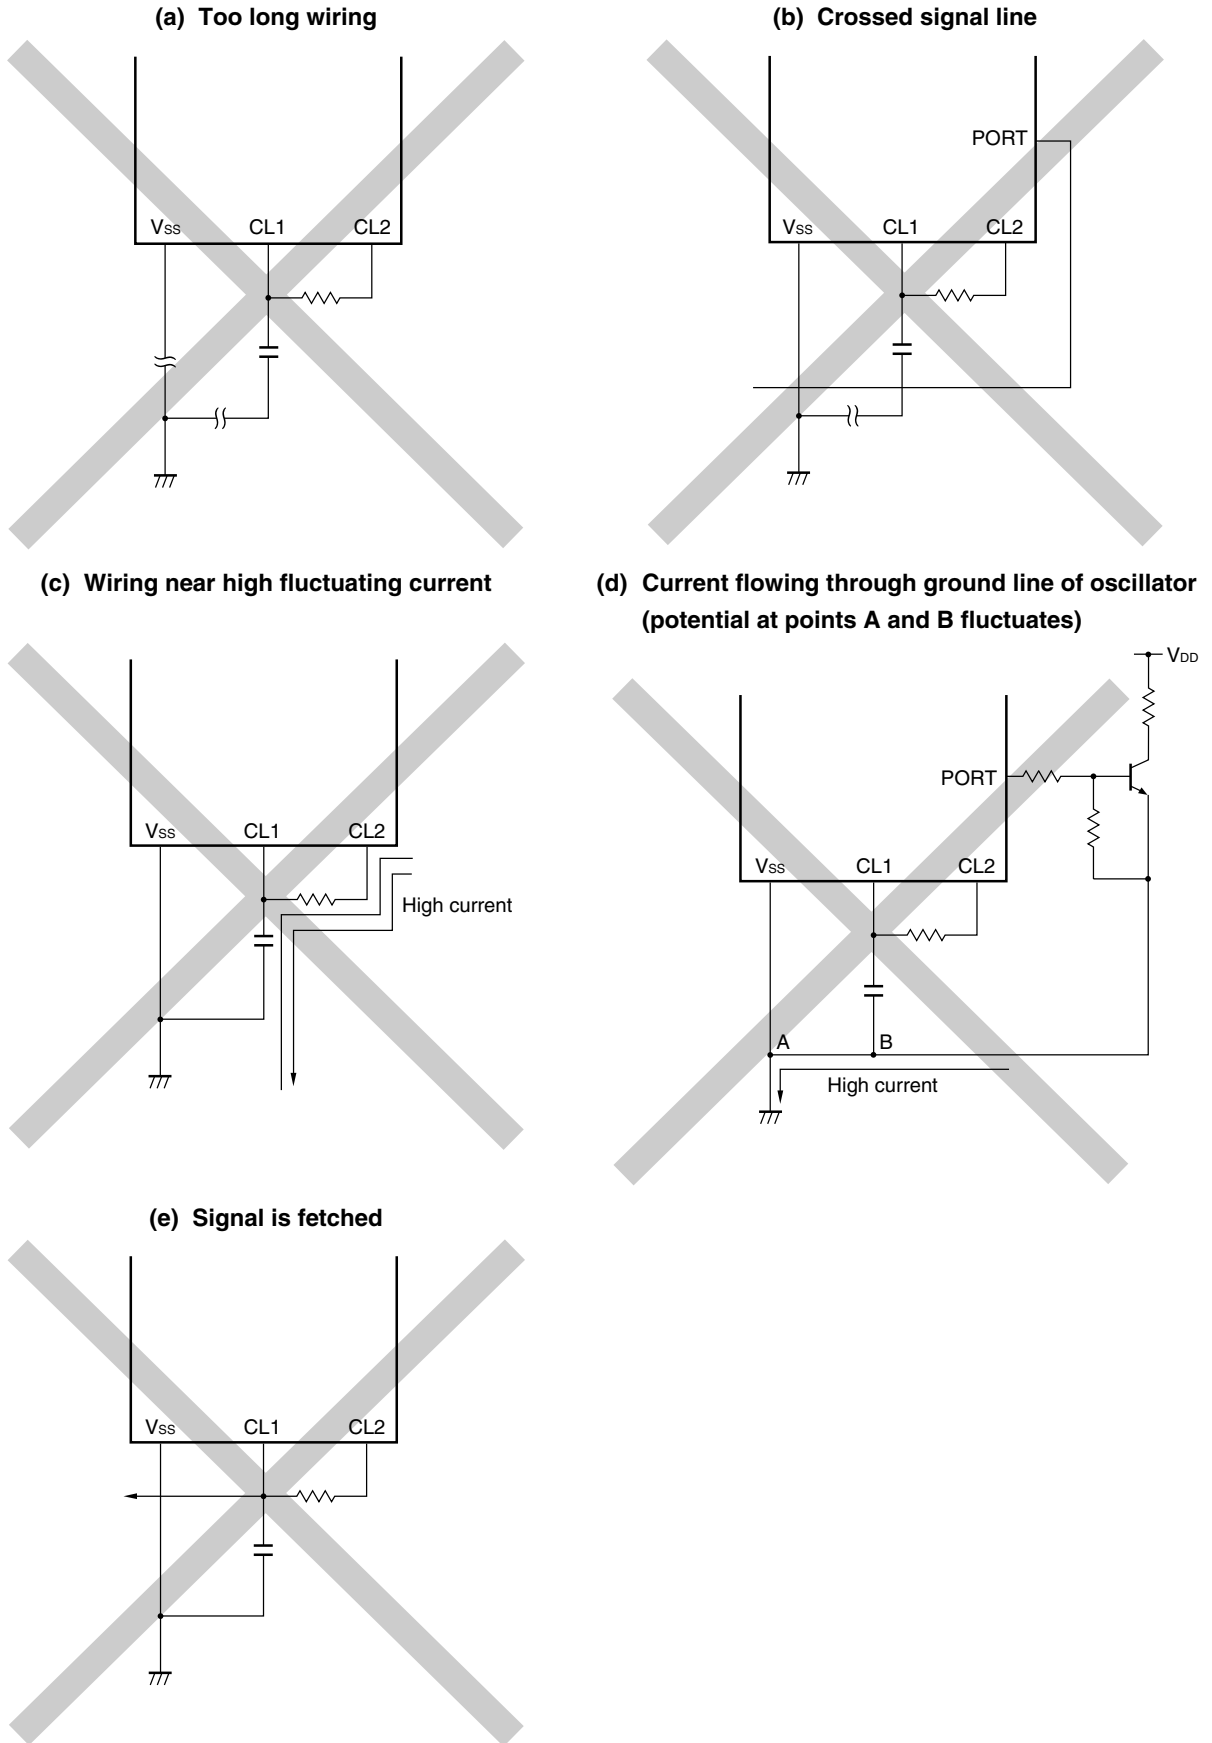 (a) Too long wiring
(b) Crossed signal line
PORT
VSS CL1 CL2
VSS CL1 CL2
(c) Wiring near high fluctuating current
(d) Current flowing through ground line of oscillator
(potential at points A and B fluctuates)
VSS CL1 CL2
High current
VDD
PORT
VSS CL1 CL2
A B
High current
(e) Signal is fetched
VSS CL1 CL2